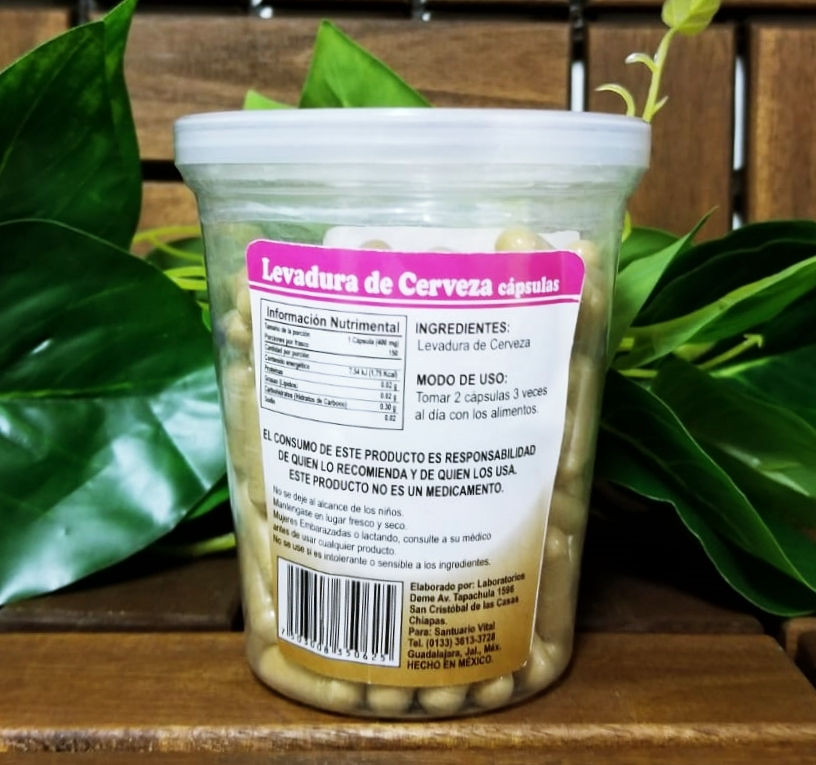 Levadura de Cerveza cápsulas
Información Nutrimental
Tamaño de la porción 1 Cápsula (400 mg)
Porciones por frasco 150
Cantidad por porción
Contenido energético 7.34 kJ (1.75 Kcal)
Proteínas 0.02 g
Grasas (Lípidos) 0.02 g
Carbohidratos (Hidratos de Carbono) 0.30 g
Sodio 0.02
INGREDIENTES:
Levadura de Cerveza
MODO DE USO:
Tomar 2 cápsulas 3 veces
al día con los alimentos.
EL CONSUMO DE ESTE PRODUCTO ES RESPONSABILIDAD
DE QUIEN LO RECOMIENDA Y DE QUIEN LOS USA.
ESTE PRODUCTO NO ES UN MEDICAMENTO.
No se deje al alcance de los niños.
Mantengase en lugar fresco y seco.
Mujeres Embarazadas o lactando, consulte a su médico
antes de usar cualquier producto.
No se use si es intolerante o sensible a los ingredientes.
Elaborado por: Laboratorios
Deme Av. Tapachula 1596
San Cristóbal de las Casas
Chiapas.
Para: Santuario Vital
Tel. (0133) 3613-3728
Guadalajara, Jal., Méx.
HECHO EN MÉXICO.